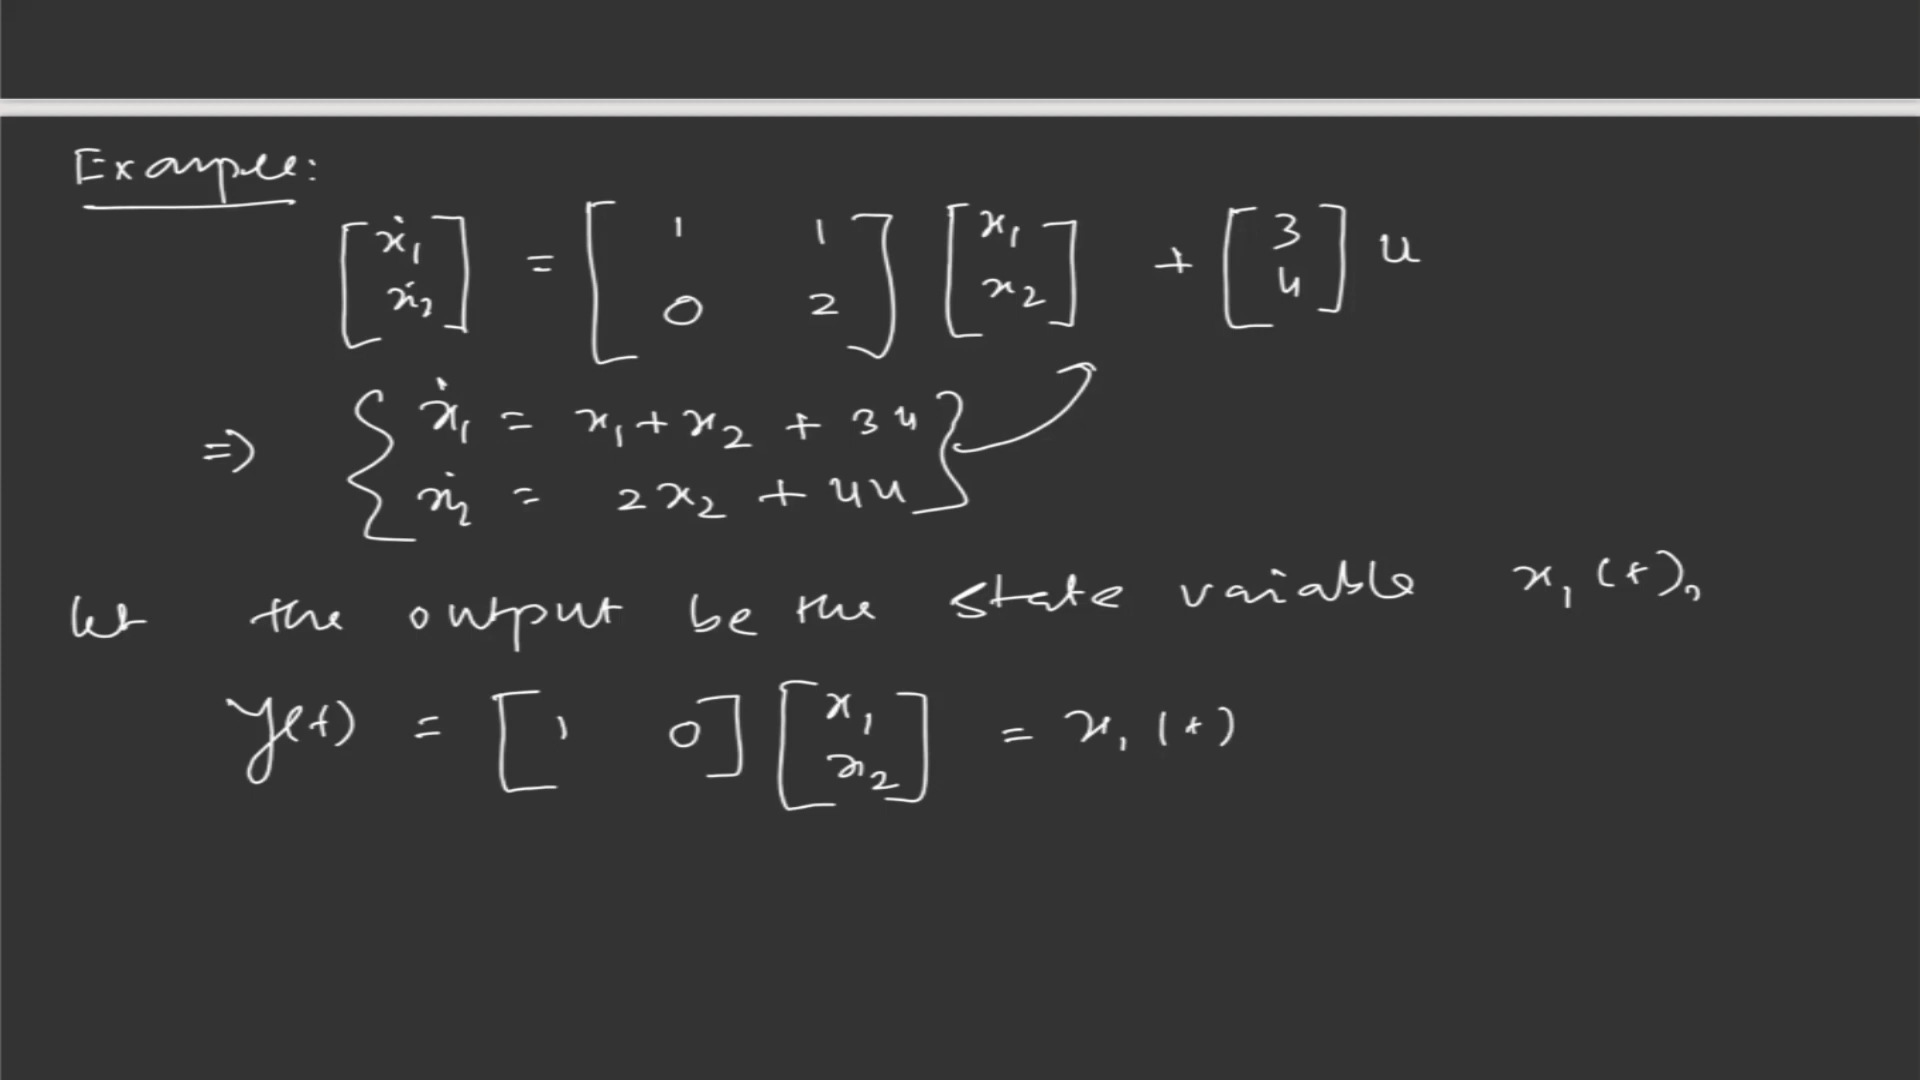 Example:
[ẋ₁ ẋ₂] = [1 1 0 2] [x₁ x₂] + [3 4] u
=> { ẋ₁ = x₁ + x₂ + 3u
ẋ₂ = 2x₂ + 4u }
let the output be the state variable x₁(t),
y(t) = [1 0] [x₁ x₂] = x₁(t)